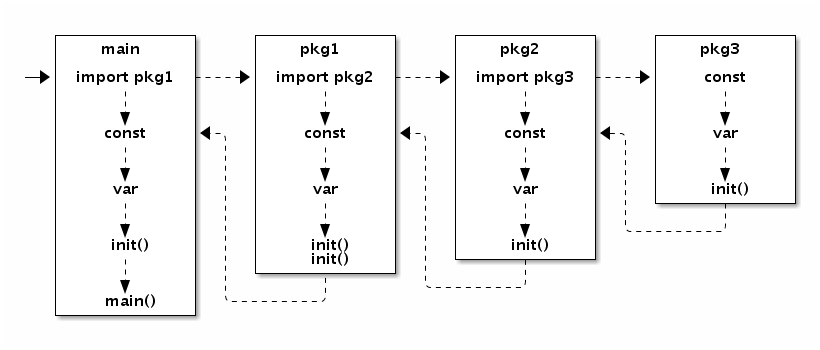 main
import pkg1
const
var
init()
main()
pkg1
import pkg2
const
var
init()
init()
pkg2
import pkg3
const
var
init()
pkg3
const
var
init()